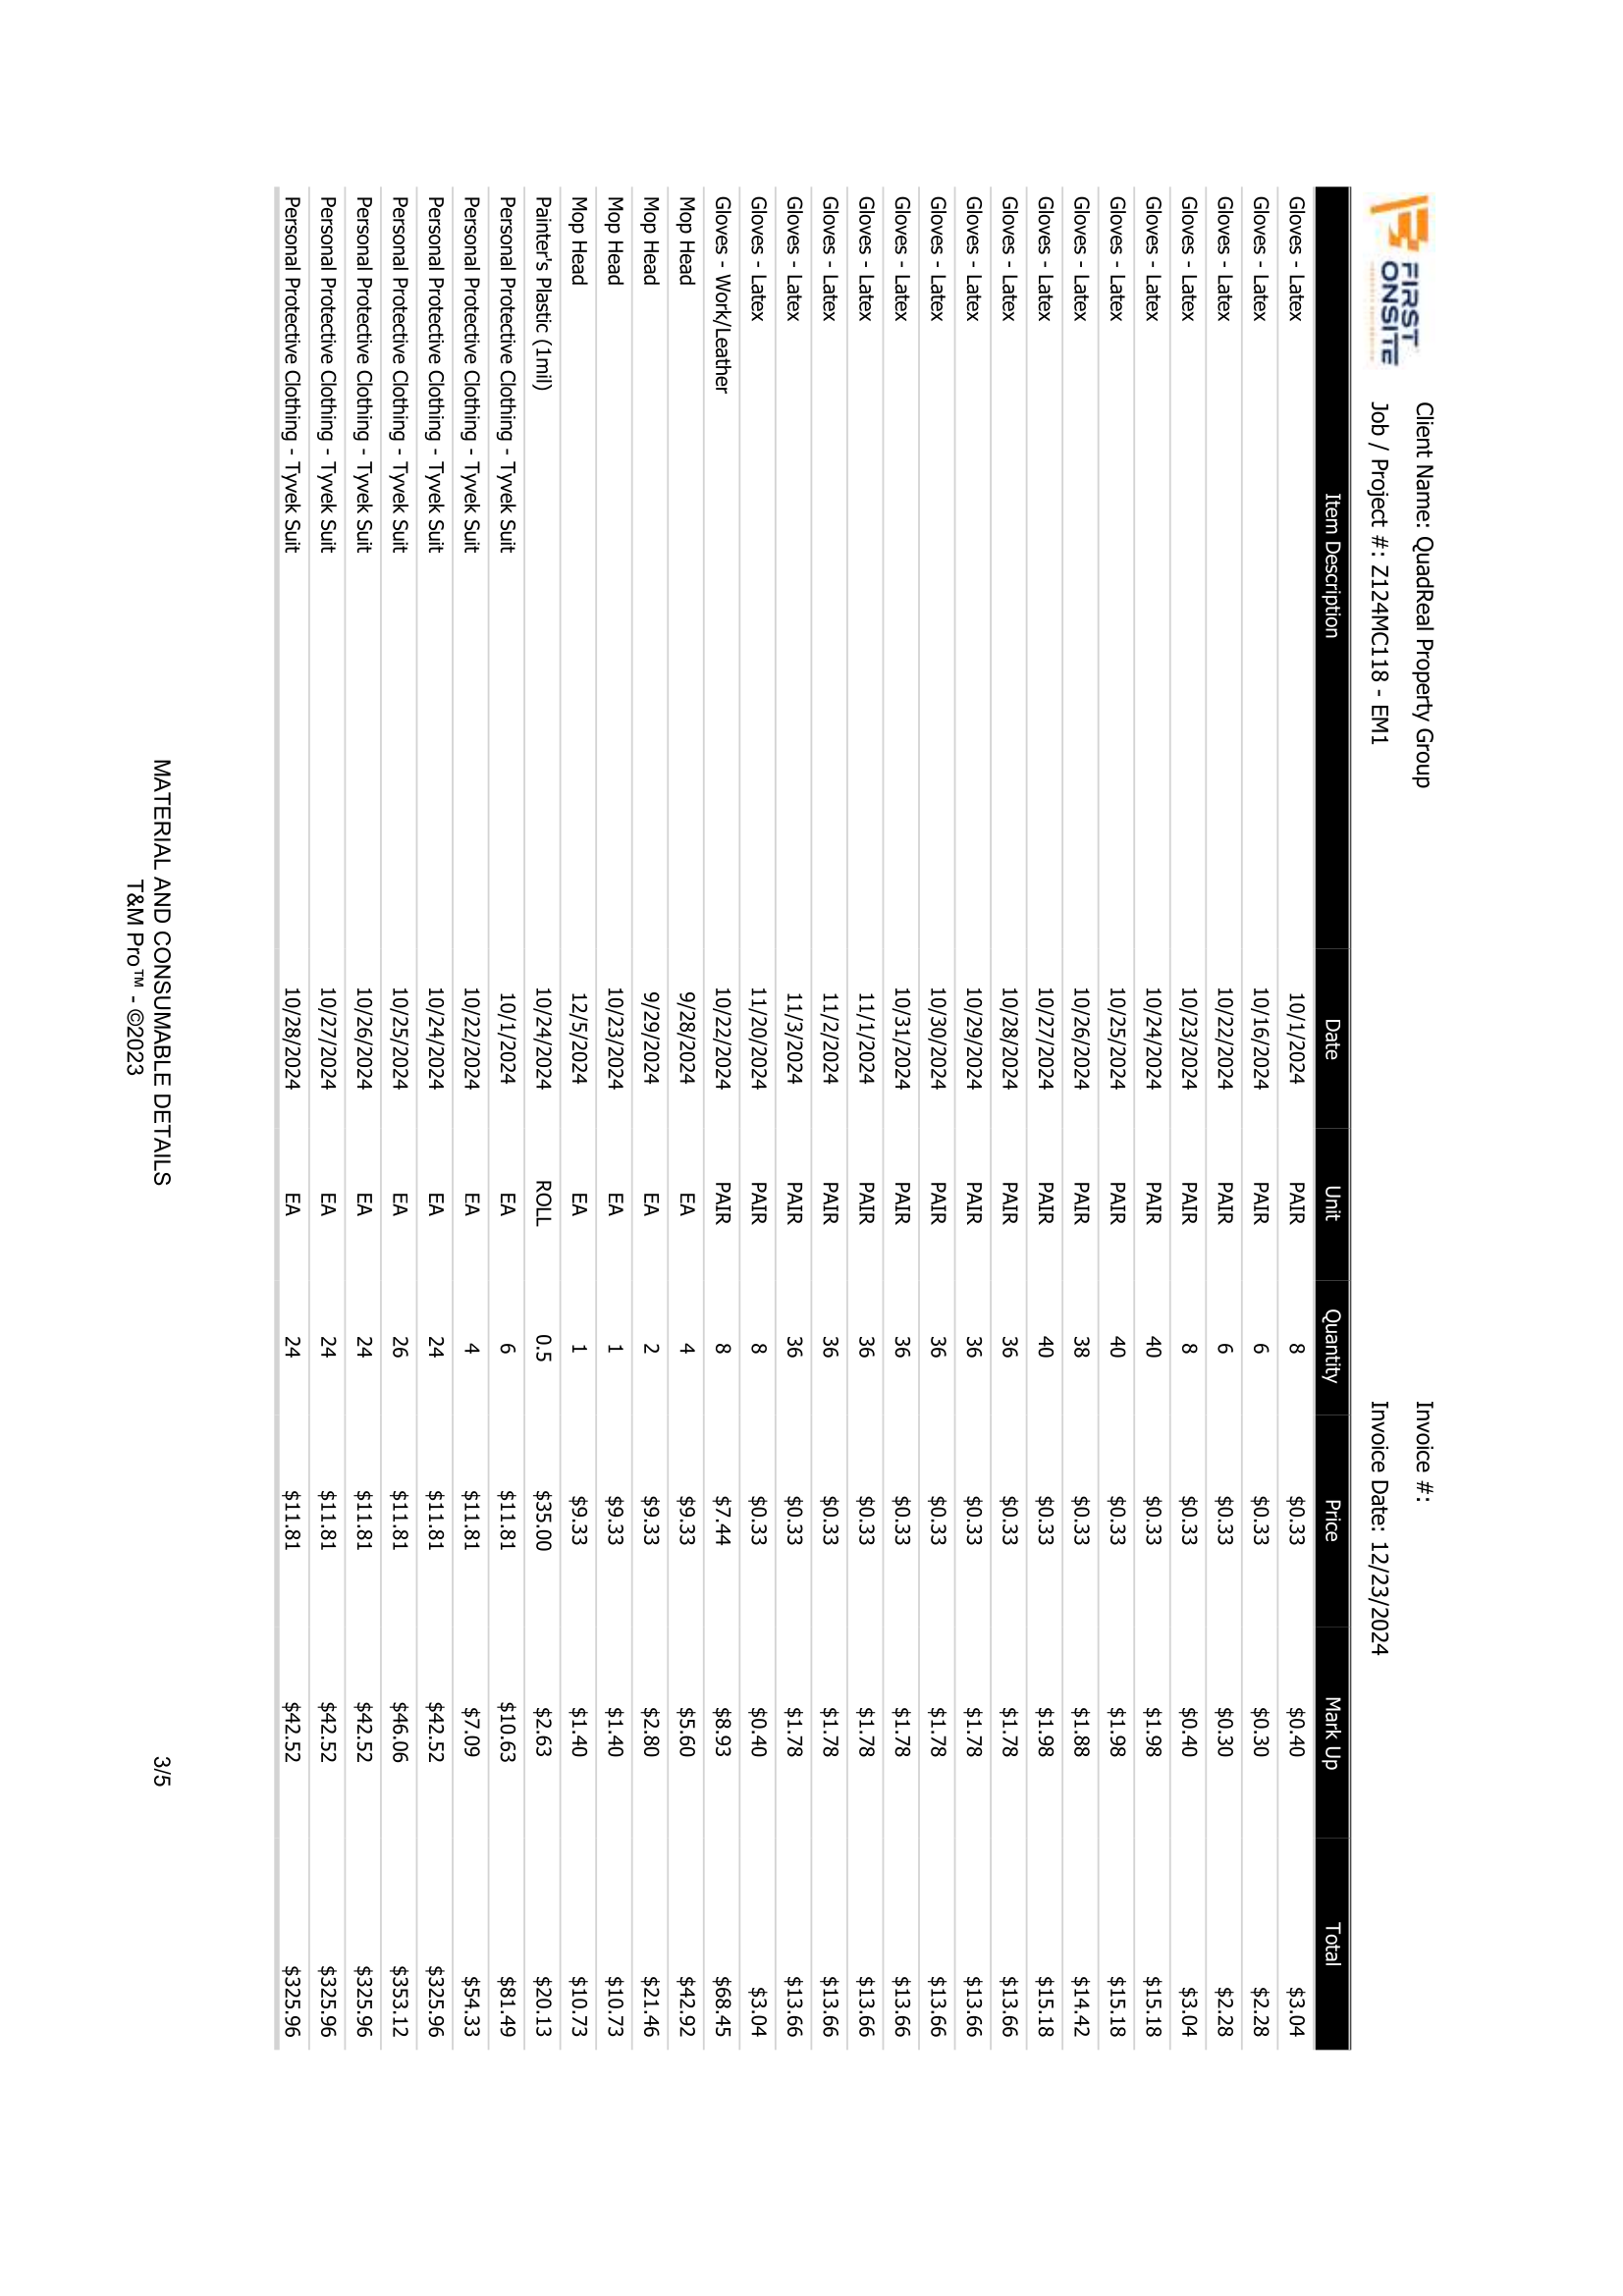 FIRST
ONSITE
Client Name: QuadReal Property Group
Invoice #:
Job / Project #: Z124MC118 - EM1
Invoice Date: 12/23/2024
Item Description Date Unit Quantity Price Mark Up Total
Gloves - Latex 10/1/2024 PAIR 8 $0.33 $0.40 $3.04
Gloves - Latex 10/16/2024 PAIR 6 $0.33 $0.30 $2.28
Gloves - Latex 10/22/2024 PAIR 6 $0.33 $0.30 $2.28
Gloves - Latex 10/23/2024 PAIR 8 $0.33 $0.40 $3.04
Gloves - Latex 10/24/2024 PAIR 40 $0.33 $1.98 $15.18
Gloves - Latex 10/25/2024 PAIR 40 $0.33 $1.98 $15.18
Gloves - Latex 10/26/2024 PAIR 38 $0.33 $1.88 $14.42
Gloves - Latex 10/27/2024 PAIR 40 $0.33 $1.98 $15.18
Gloves - Latex 10/28/2024 PAIR 36 $0.33 $1.78 $13.66
Gloves - Latex 10/29/2024 PAIR 36 $0.33 $1.78 $13.66
Gloves - Latex 10/30/2024 PAIR 36 $0.33 $1.78 $13.66
Gloves - Latex 10/31/2024 PAIR 36 $0.33 $1.78 $13.66
Gloves - Latex 11/1/2024 PAIR 36 $0.33 $1.78 $13.66
Gloves - Latex 11/2/2024 PAIR 36 $0.33 $1.78 $13.66
Gloves - Latex 11/3/2024 PAIR 36 $0.33 $1.78 $13.66
Gloves - Latex 11/20/2024 PAIR 8 $0.33 $0.40 $3.04
Gloves - Work/Leather 10/22/2024 PAIR 8 $7.44 $8.93 $68.45
Mop Head 9/28/2024 EA 4 $9.33 $5.60 $42.92
Mop Head 9/29/2024 EA 2 $9.33 $2.80 $21.46
Mop Head 10/23/2024 EA 1 $9.33 $1.40 $10.73
Mop Head 12/5/2024 EA 1 $9.33 $1.40 $10.73
Painter's Plastic (1mil) 10/24/2024 ROLL 0.5 $35.00 $2.63 $20.13
Personal Protective Clothing - Tyvek Suit 10/1/2024 EA 6 $11.81 $10.63 $81.49
Personal Protective Clothing - Tyvek Suit 10/22/2024 EA 4 $11.81 $7.09 $54.33
Personal Protective Clothing - Tyvek Suit 10/24/2024 EA 24 $11.81 $42.52 $325.96
Personal Protective Clothing - Tyvek Suit 10/25/2024 EA 26 $11.81 $46.06 $353.12
Personal Protective Clothing - Tyvek Suit 10/26/2024 EA 24 $11.81 $42.52 $325.96
Personal Protective Clothing - Tyvek Suit 10/27/2024 EA 24 $11.81 $42.52 $325.96
Personal Protective Clothing - Tyvek Suit 10/28/2024 EA 24 $11.81 $42.52 $325.96
MATERIAL AND CONSUMABLE DETAILS 3/5
T&M Pro™ - ©2023